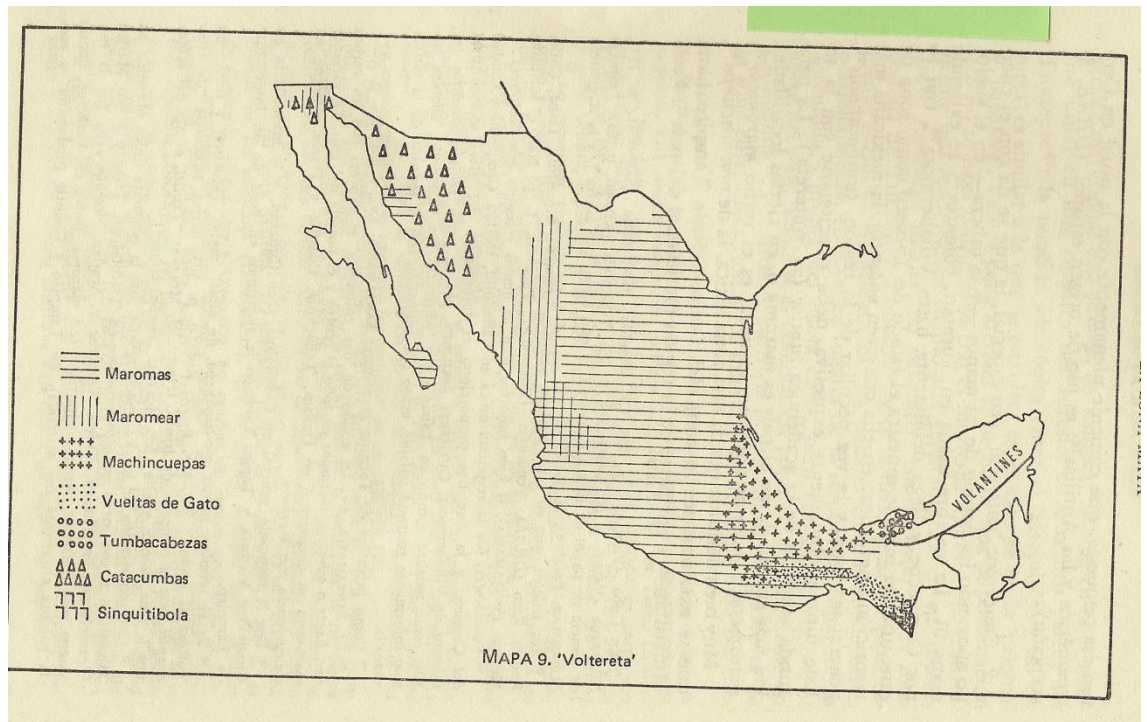 Maromas
Maromear
Machincuepas
Vueltas de Gato
Tumbacabezas
Catacumbas
Sinquitibola
VOLANTINES
MAPA 9. 'Voltereta'